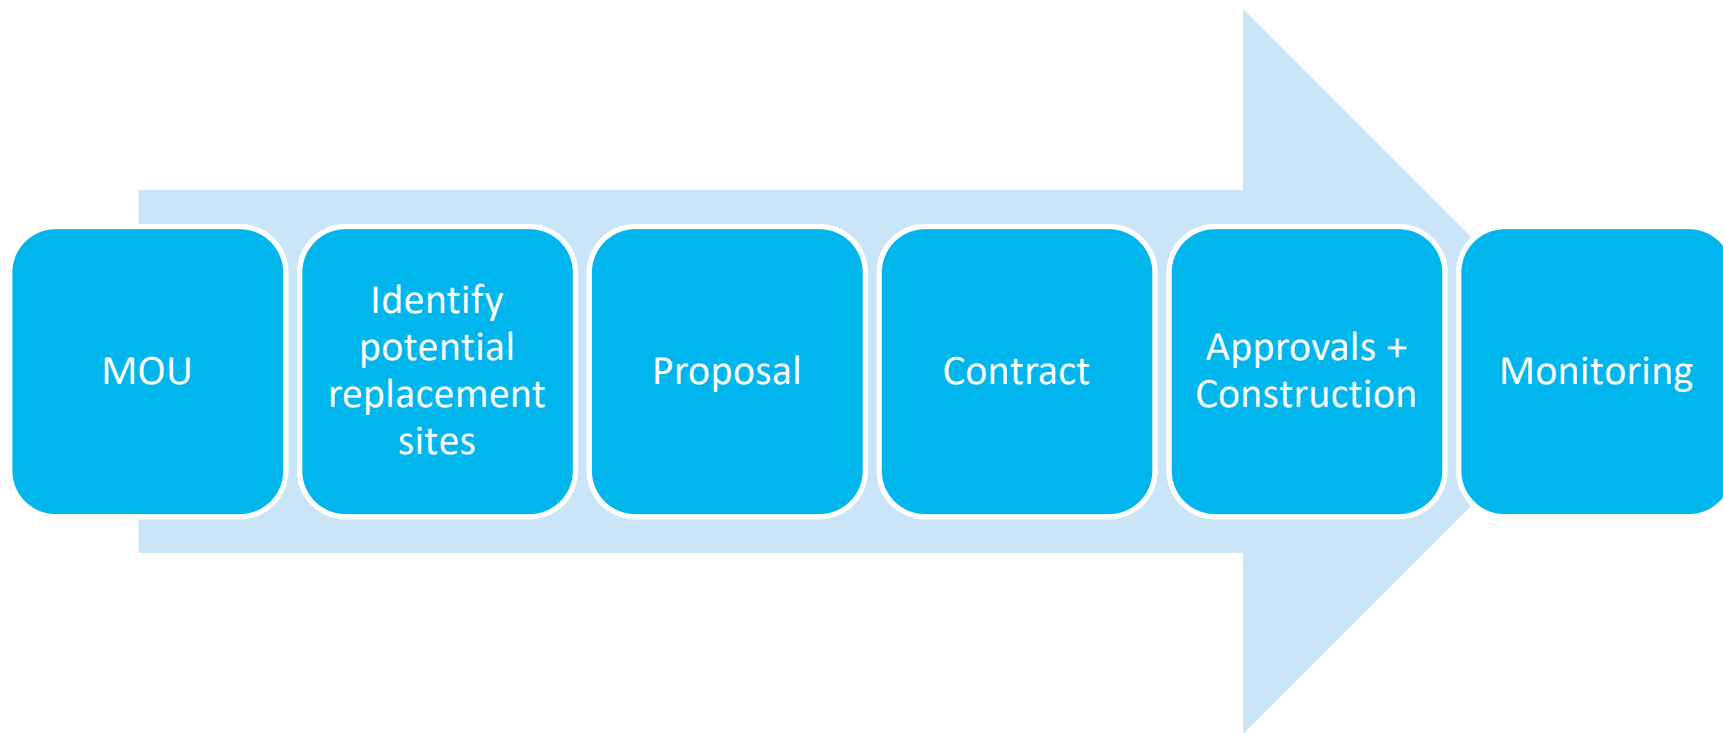 MOU
Identify
potential
replacement
sites
Proposal
Contract
Approvals +
Construction
Monitoring